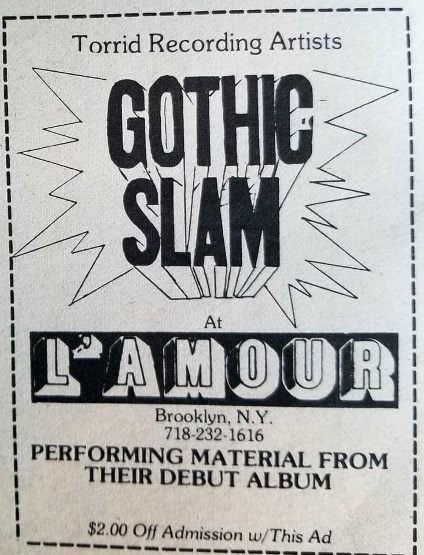 Torrid Recording Artists
GOTHIC
SLAM
At
L'AMOUR
Brooklyn, N.Y.
718-232-1616
PERFORMING MATERIAL FROM
THEIR DEBUT ALBUM
$2.00 Off Admission w/This Ad